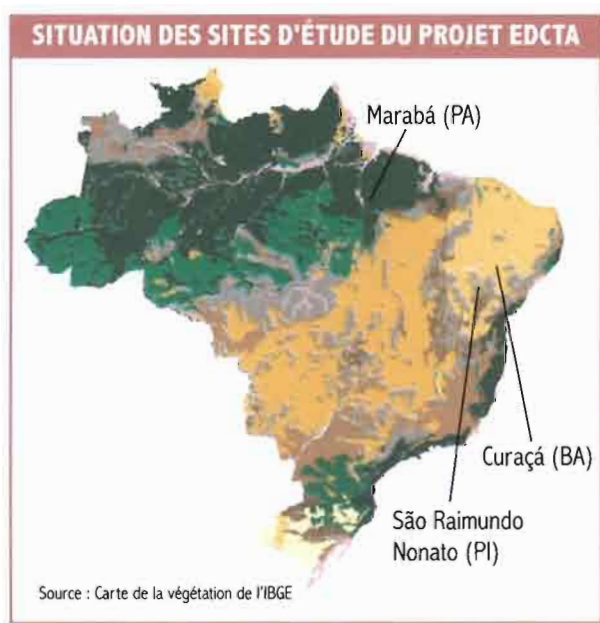 SITUATION DES SITES D'ÉTUDE DU PROJET EDCTA
Marabá (PA)
Curaçá (BA)
São Raimundo
Nonato (PI)
Source : Carte de la végétation de l'IBGE